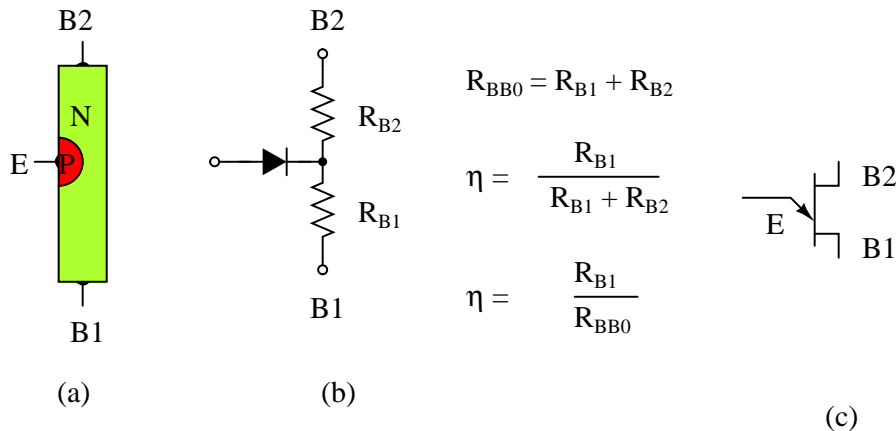 B2
N
E
P
B1
(a)
B2
R_B2
R_B1
B1
(b)
R_BB0 = R_B1 + R_B2
η = R_B1 / R_B1 + R_B2
η = R_B1 / R_BB0
B2
E
B1
(c)